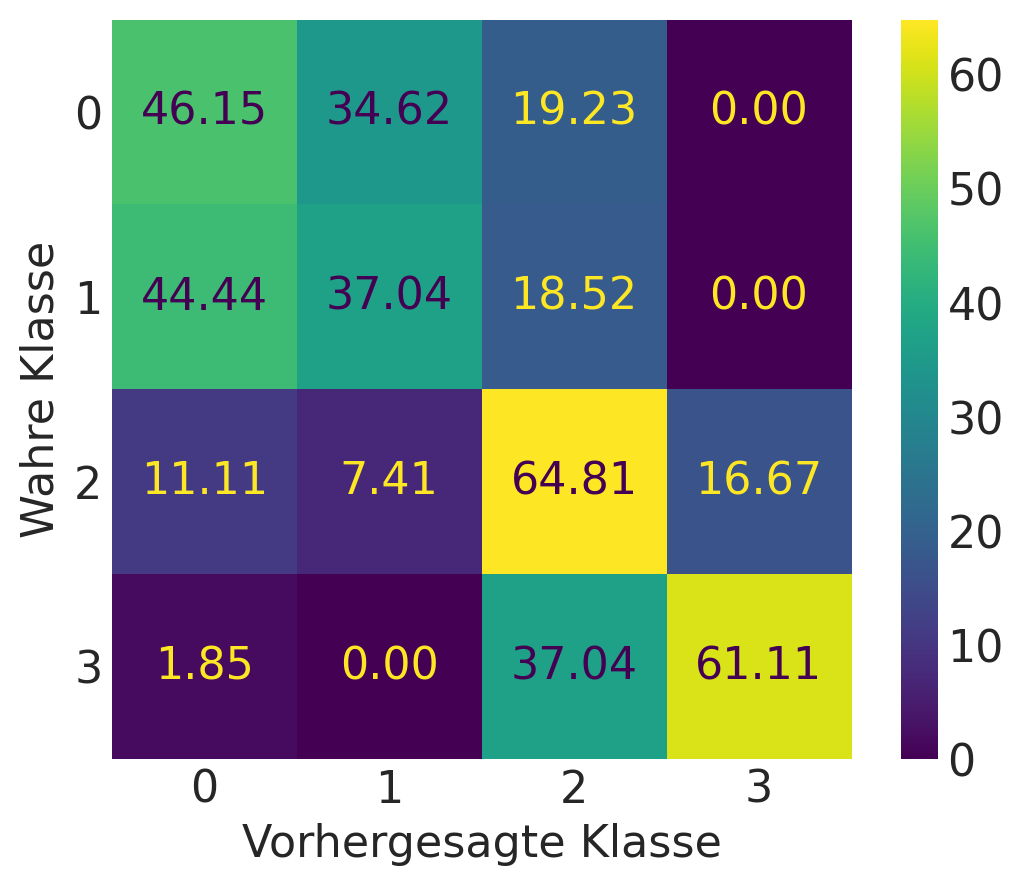 60
0 46.15 34.62 19.23 0.00
50
1 44.44 37.04 18.52 0.00
40
30
Wahre Klasse
2 11.11 7.41 64.81 16.67
20
10
3 1.85 0.00 37.04 61.11
0
0 1 2 3
Vorhergesagte Klasse